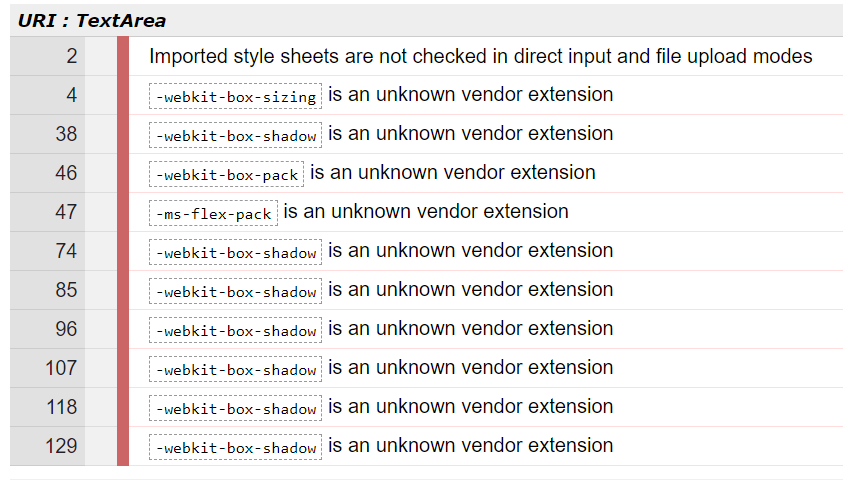 URI : TextArea
2 Imported style sheets are not checked in direct input and file upload modes
4 -webkit-box-sizing is an unknown vendor extension
38 -webkit-box-shadow is an unknown vendor extension
46 -webkit-box-pack is an unknown vendor extension
47 -ms-flex-pack is an unknown vendor extension
74 -webkit-box-shadow is an unknown vendor extension
85 -webkit-box-shadow is an unknown vendor extension
96 -webkit-box-shadow is an unknown vendor extension
107 -webkit-box-shadow is an unknown vendor extension
118 -webkit-box-shadow is an unknown vendor extension
129 -webkit-box-shadow is an unknown vendor extension